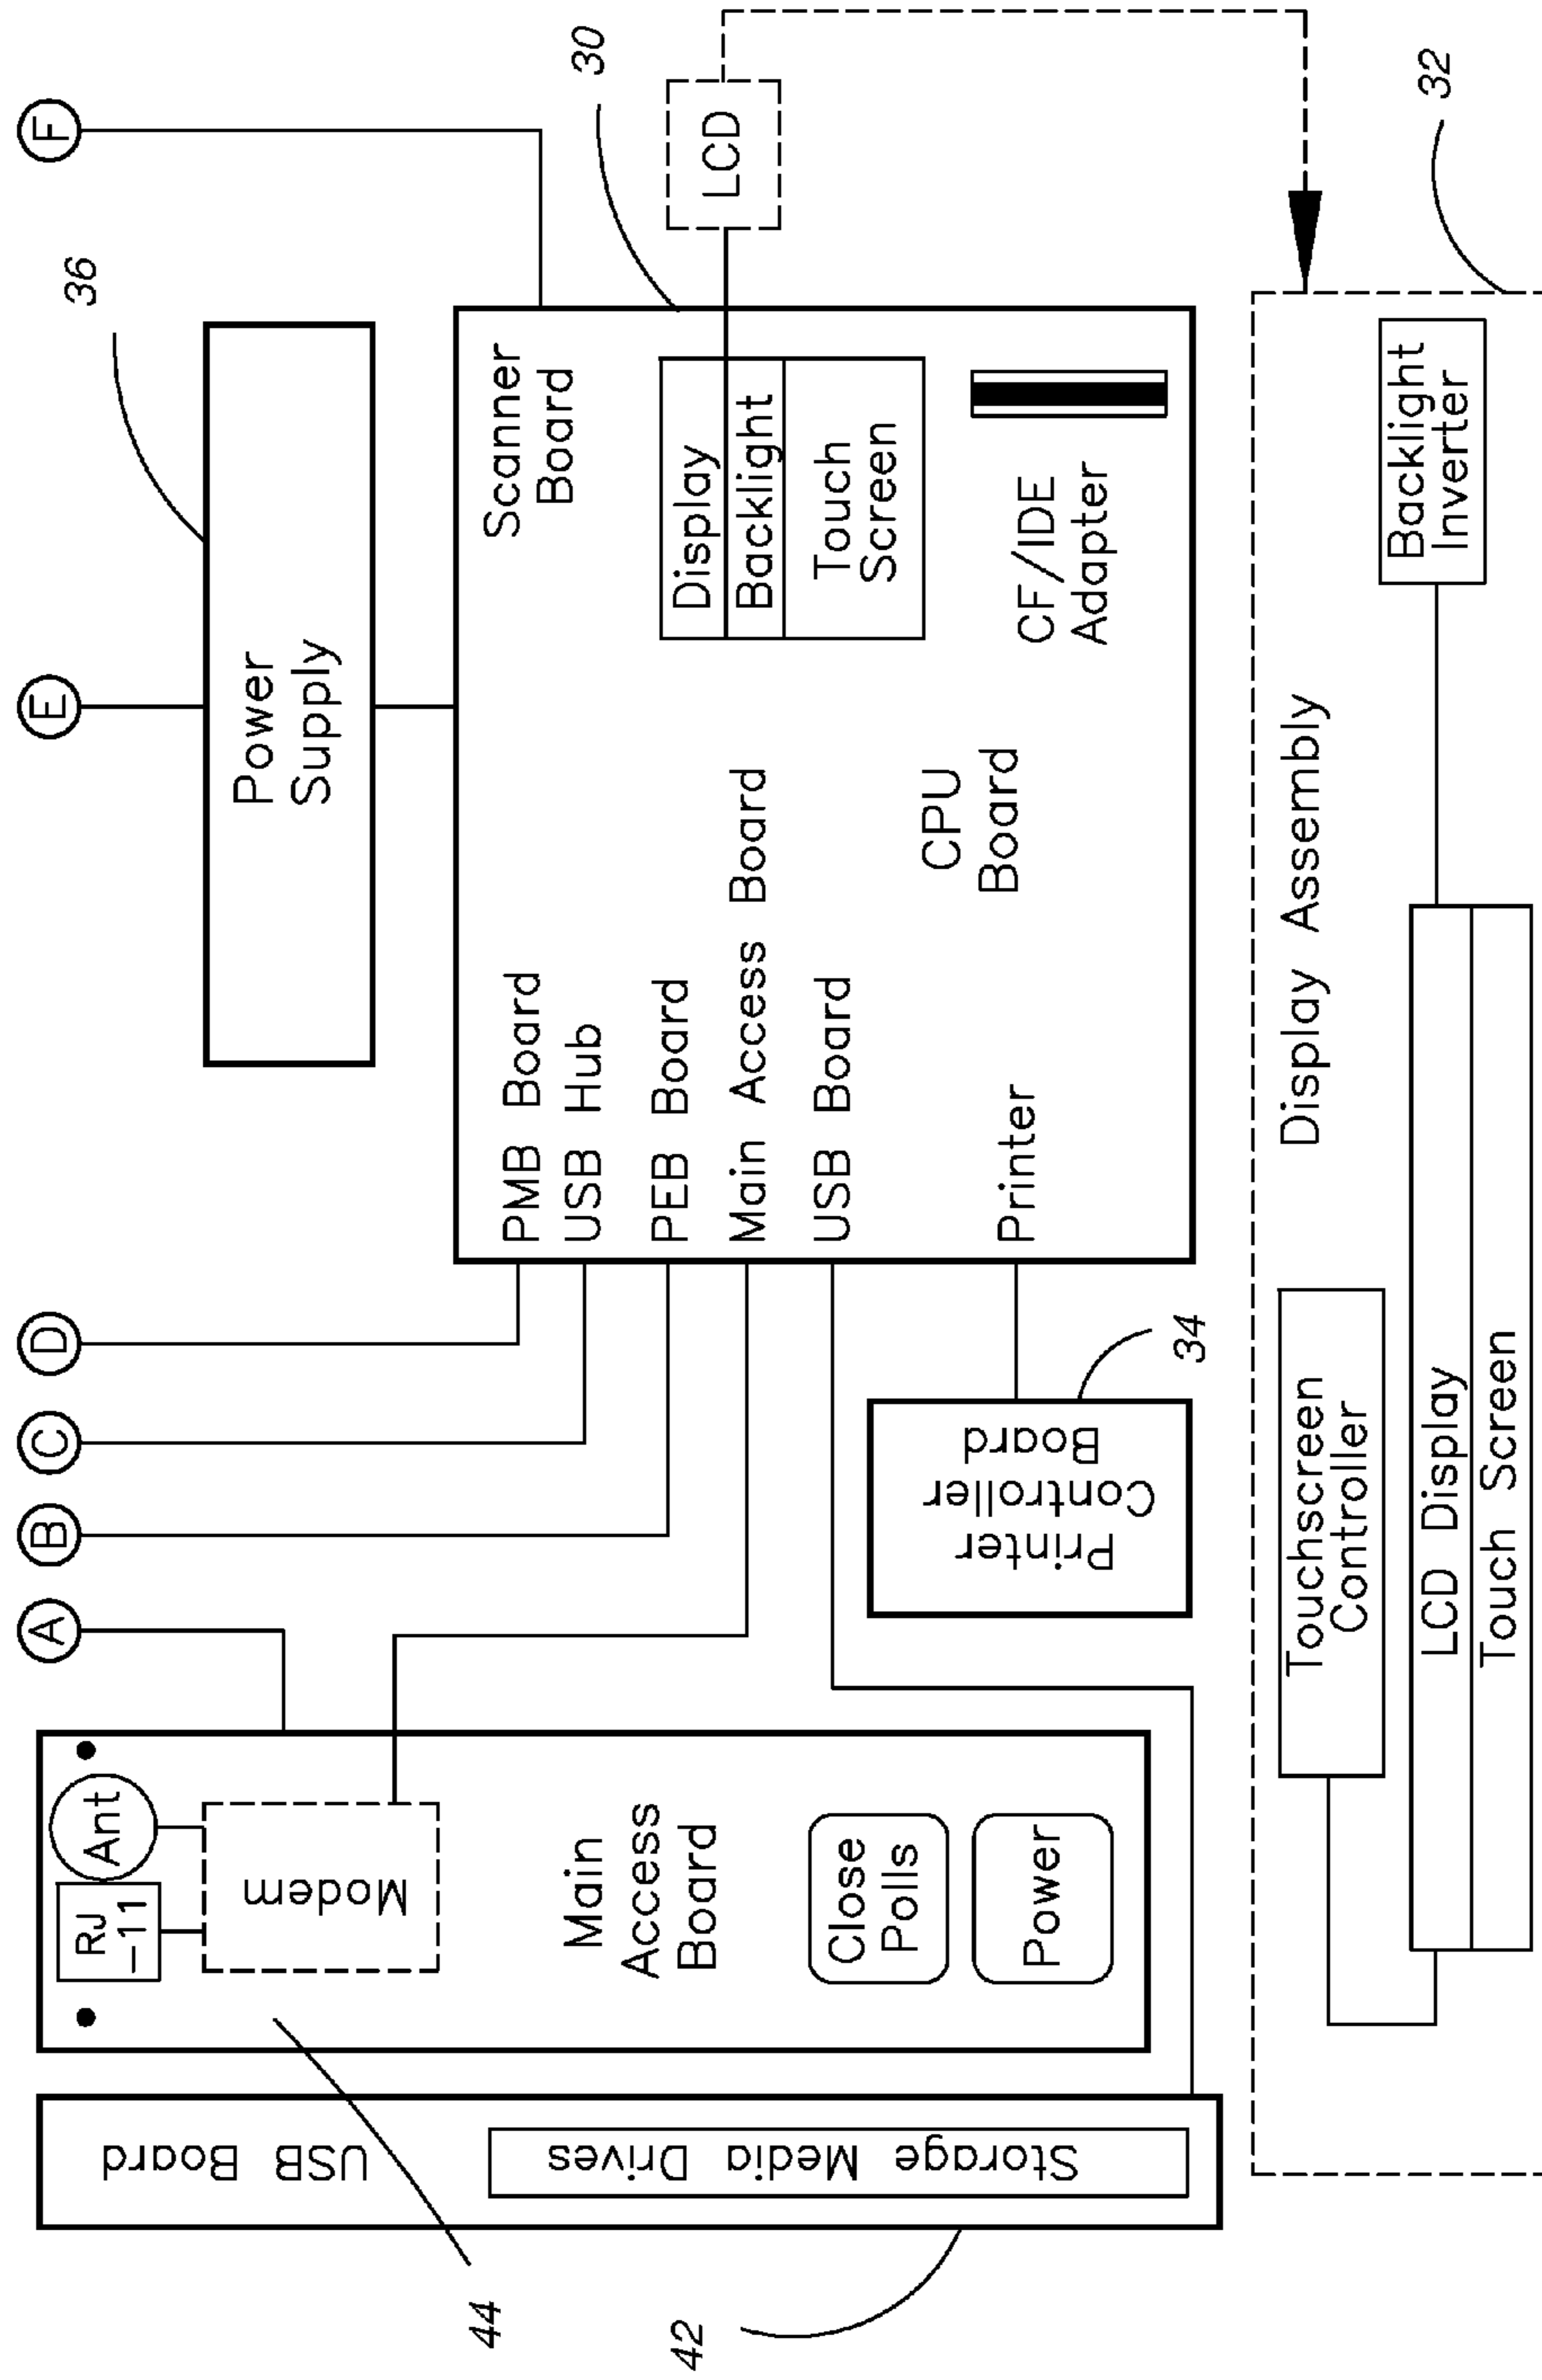 A
B
C
D
E
F
36
Power
Supply
30
LCD
Scanner
Board
Display
Backlight
Touch
Screen
CF/IDE
Adapter
CPU
Board
PMB Board
USB Hub
PEB Board
Main Access Board
USB Board
Printer
Printer
Controller
Board
34
RJ
-11
Ant
Modem
Main
Access
Board
Close
Polls
Power
44
USB Board
Storage Media Drives
42
Display Assembly
32
Touchscreen
Controller
LCD Display
Touch Screen
Backlight
Inverter